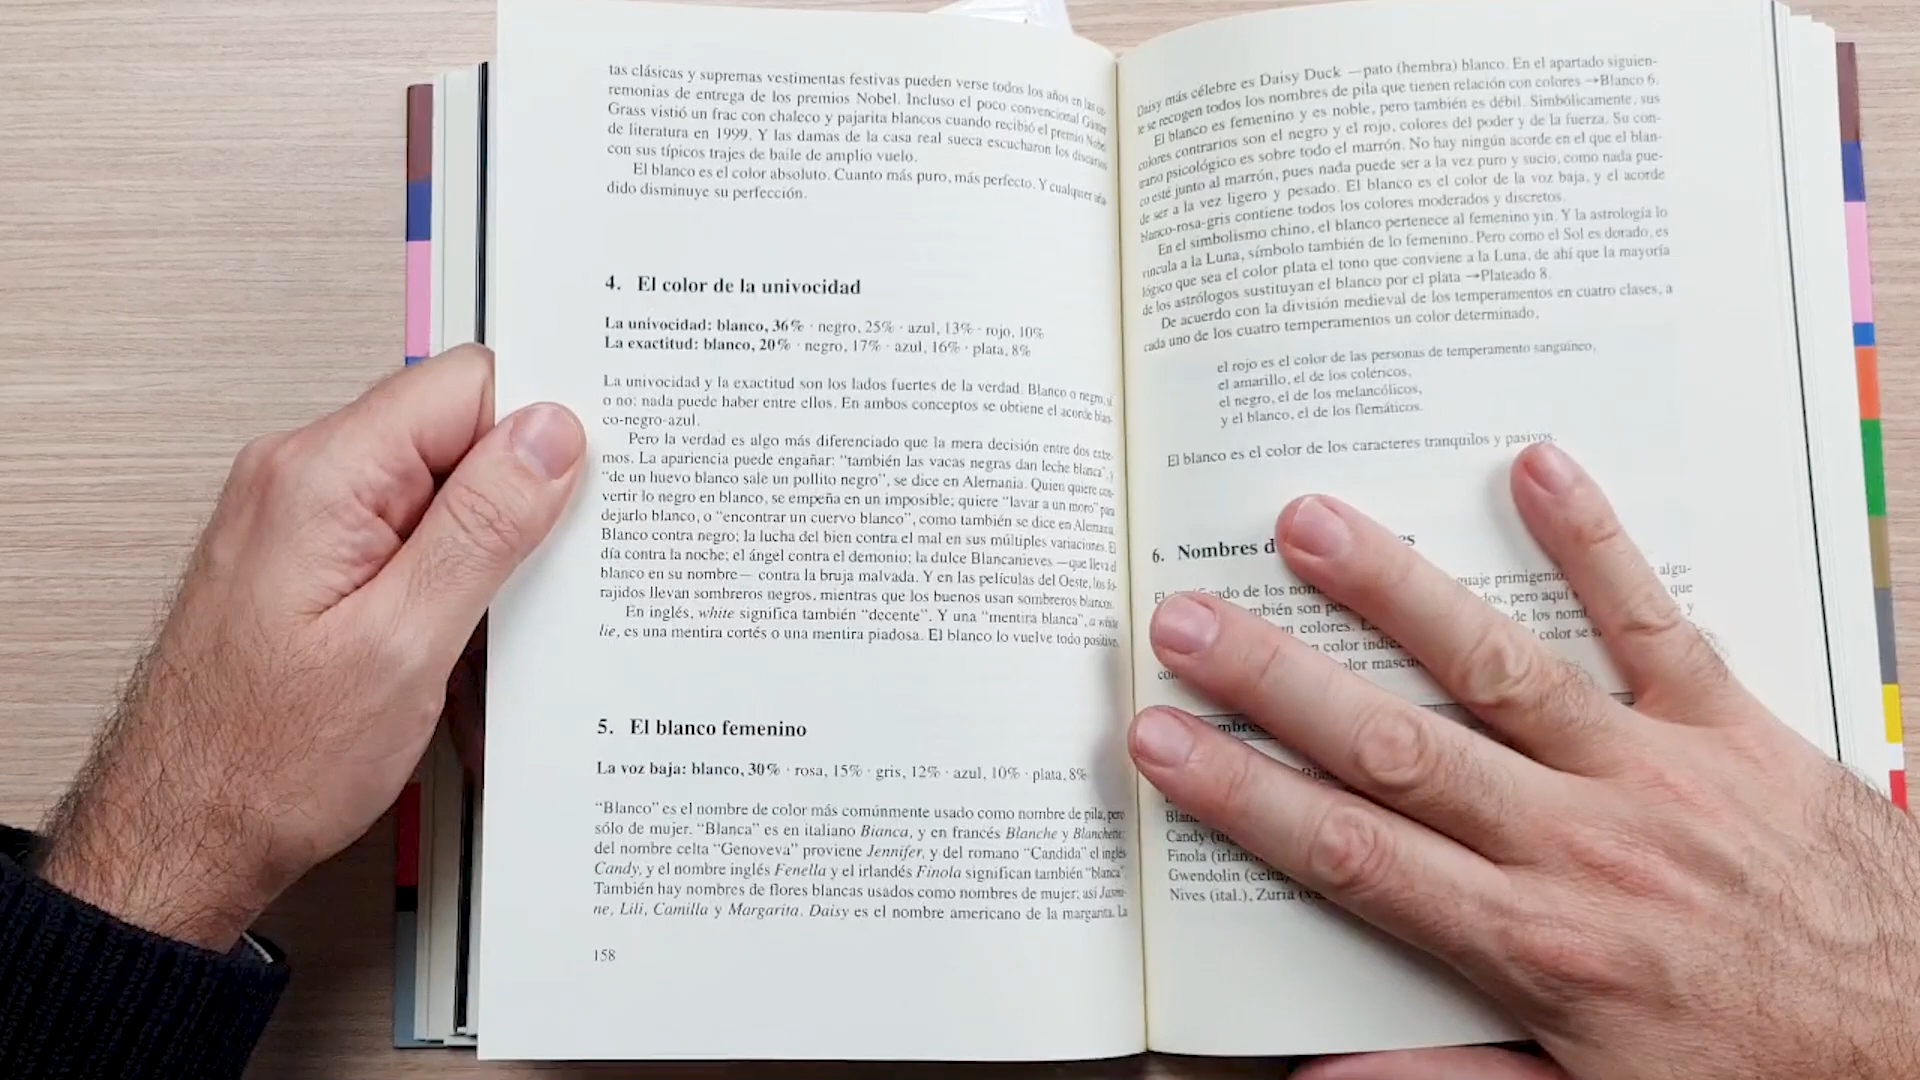 tas clásicas y supremas vestimentas festivas pueden verse todos los años en las ce-
remonias de entrega de los premios Nobel. Incluso el poco convencional Günter
Grass vistió un frac con chaleco y pajarita blancos cuando recibió el premio Nobel
de literatura en 1999. Y las damas de la casa real sueca escucharon los discursos
con sus típicos trajes de baile de amplio vuelo.
El blanco es el color absoluto. Cuanto más puro, más perfecto. Y cualquier aña-
dido disminuye su perfección.
4. El color de la univocidad
La univocidad: blanco, 36% · negro, 25% · azul, 13% · rojo, 10%
La exactitud: blanco, 20% · negro, 17% · azul, 16% · plata, 8%
La univocidad y la exactitud son los lados fuertes de la verdad. Blanco o negro, sí
o no: nada puede haber entre ellos. En ambos conceptos se obtiene el acorde blan-
co-negro-azul.
Pero la verdad es algo más diferenciado que la mera decisión entre dos extre-
mos. La apariencia puede engañar: "también las vacas negras dan leche blanca", y
"de un huevo blanco sale un pollito negro", se dice en Alemania. Quien quiere con-
vertir lo negro en blanco, se empeña en un imposible; quiere "lavar a un moro" para
dejarlo blanco, o "encontrar un cuervo blanco", como también se dice en Alemania.
Blanco contra negro; la lucha del bien contra el mal en sus múltiples variaciones. El
día contra la noche; el ángel contra el demonio; la dulce Blancanieves —que lleva el
blanco en su nombre— contra la bruja malvada. Y en las películas del Oeste, los fo-
rajidos llevan sombreros negros, mientras que los buenos usan sombreros blancos.
En inglés, white significa también "decente". Y una "mentira blanca", a white
lie, es una mentira cortés o una mentira piadosa. El blanco lo vuelve todo positivo.
5. El blanco femenino
La voz baja: blanco, 30% · rosa, 15% · gris, 12% · azul, 10% · plata, 8%
"Blanco" es el nombre de color más comúnmente usado como nombre de pila, pero
sólo de mujer. "Blanca" es en italiano Bianca, y en francés Blanche y Blanchette;
del nombre celta "Genoveva" proviene Jennifer, y del romano "Candida" el inglés
Candy, y el nombre inglés Fenella y el irlandés Finola significan también "blanca".
También hay nombres de flores blancas usados como nombres de mujer; así Jasmi-
ne, Lili, Camilla y Margarita. Daisy es el nombre americano de la margarita. La
158
Daisy más célebre es Daisy Duck —pato (hembra) blanco. En el apartado siguien-
te se recogen todos los nombres de pila que tienen relación con colores →Blanco 6.
El blanco es femenino y es noble, pero también es débil. Simbólicamente, sus
colores contrarios son el negro y el rojo, colores del poder y de la fuerza. Su con-
trario psicológico es sobre todo el marrón. No hay ningún acorde en el que el blan-
co esté junto al marrón, pues nada puede ser a la vez puro y sucio, como nada pue-
de ser a la vez ligero y pesado. El blanco es el color de la voz baja, y el acorde
blanco-rosa-gris contiene todos los colores moderados y discretos.
En el simbolismo chino, el blanco pertenece al femenino yin. Y la astrología lo
vincula a la Luna, símbolo también de lo femenino. Pero como el Sol es dorado, es
lógico que sea el color plata el tono que conviene a la Luna, de ahí que la mayoría
de los astrólogos sustituyan el blanco por el plata →Plateado 8.
De acuerdo con la división medieval de los temperamentos en cuatro clases, a
cada uno de los cuatro temperamentos un color determinado,
el rojo es el color de las personas de temperamento sanguíneo,
el amarillo, el de los coléricos,
el negro, el de los melancólicos,
y el blanco, el de los flemáticos.
El blanco es el color de los caracteres tranquilos y pasivos.
6. Nombres
de los nom guaje algu-
pero aquí que
n colores. de los y
color color se
Candy
Finola
Gwendolin
Nives (ital.), Zuria